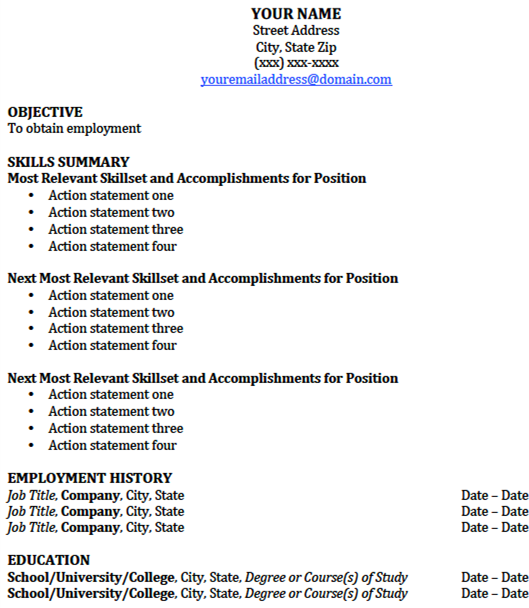 YOUR NAME
Street Address
City, State Zip
(xxx) xxx-xxxx
youremailaddress@domain.com
OBJECTIVE
To obtain employment
SKILLS SUMMARY
Most Relevant Skillset and Accomplishments for Position
• Action statement one
• Action statement two
• Action statement three
• Action statement four
Next Most Relevant Skillset and Accomplishments for Position
• Action statement one
• Action statement two
• Action statement three
• Action statement four
Next Most Relevant Skillset and Accomplishments for Position
• Action statement one
• Action statement two
• Action statement three
• Action statement four
EMPLOYMENT HISTORY
Job Title, Company, City, State Date – Date
Job Title, Company, City, State Date – Date
Job Title, Company, City, State Date – Date
EDUCATION
School/University/College, City, State, Degree or Course(s) of Study Date – Date
School/University/College, City, State, Degree or Course(s) of Study Date – Date